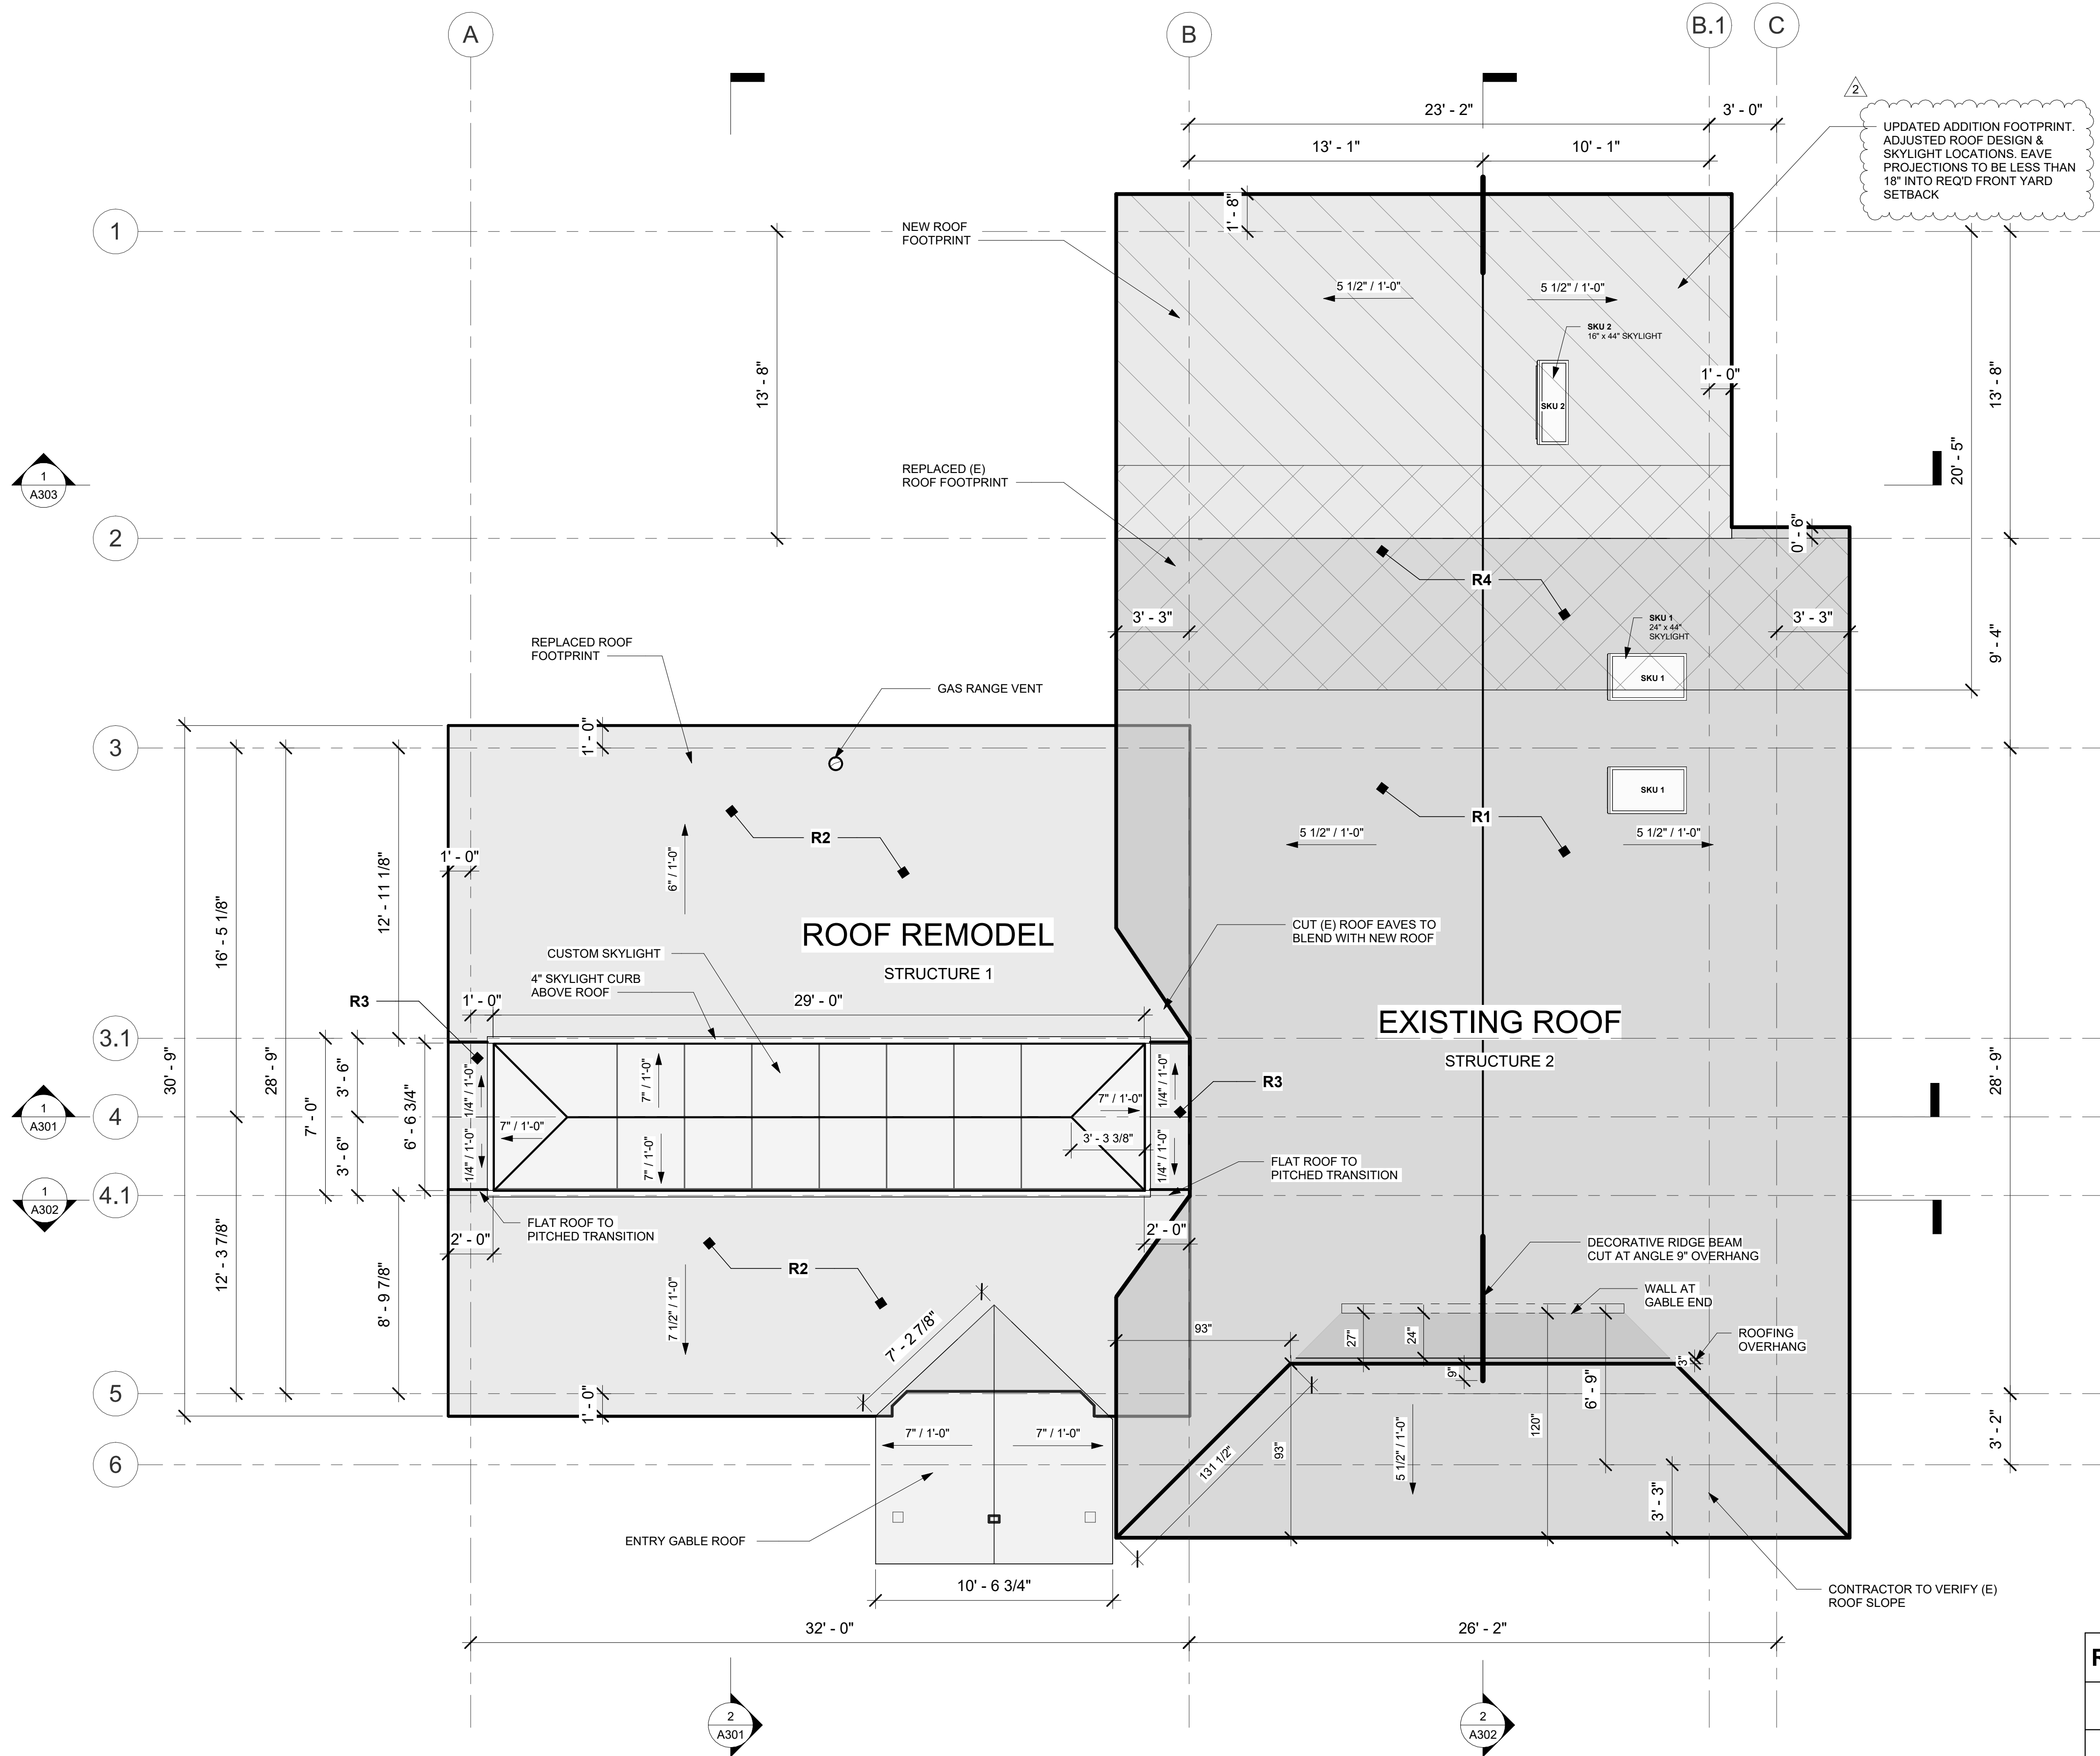 A
B
B.1
C
23' - 2"
3' - 0"
13' - 1"
10' - 1"
2
UPDATED ADDITION FOOTPRINT.
ADJUSTED ROOF DESIGN &
SKYLIGHT LOCATIONS. EAVE
PROJECTIONS TO BE LESS THAN
18" INTO REQ'D FRONT YARD
SETBACK
1
NEW ROOF
FOOTPRINT
1' - 8"
5 1/2" / 1'-0"
5 1/2" / 1'-0"
SKU 2
16" x 44" SKYLIGHT
SKU 2
1' - 0"
13' - 8"
13' - 8"
20' - 5"
REPLACED (E)
ROOF FOOTPRINT
1
A303
2
0' - 6"
R4
3' - 3"
3' - 3"
SKU 1
24" x 44"
SKYLIGHT
SKU 1
9' - 4"
REPLACED ROOF
FOOTPRINT
GAS RANGE VENT
3
1' - 0"
SKU 1
R2
R1
5 1/2" / 1'-0"
5 1/2" / 1'-0"
1' - 0"
6" / 1'-0"
12' - 11 1/8"
16' - 5 1/8"
ROOF REMODEL
STRUCTURE 1
CUT (E) ROOF EAVES TO
BLEND WITH NEW ROOF
CUSTOM SKYLIGHT
4" SKYLIGHT CURB
ABOVE ROOF
R3
1' - 0"
29' - 0"
EXISTING ROOF
STRUCTURE 2
3.1
30' - 9"
28' - 9"
7' - 0"
3' - 6"
3' - 6"
6' - 6 3/4"
1/4" / 1'-0"
1/4" / 1'-0"
7" / 1'-0"
7" / 1'-0"
7" / 1'-0"
7" / 1'-0"
3' - 3 3/8"
1/4" / 1'-0"
1/4" / 1'-0"
R3
28' - 9"
1
A301
4
1
A302
4.1
FLAT ROOF TO
PITCHED TRANSITION
FLAT ROOF TO
PITCHED TRANSITION
2' - 0"
2' - 0"
12' - 3 7/8"
8' - 9 7/8"
R2
7 1/2" / 1'-0"
7' - 2 7/8"
DECORATIVE RIDGE BEAM
CUT AT ANGLE 9" OVERHANG
WALL AT
GABLE END
ROOFING
OVERHANG
93"
27"
24"
3"
9"
6' - 9"
5
1' - 0"
7" / 1'-0"
7" / 1'-0"
131 1/2"
93"
5 1/2" / 1'-0"
120"
3' - 3"
3' - 2"
6
ENTRY GABLE ROOF
10' - 6 3/4"
CONTRACTOR TO VERIFY (E)
ROOF SLOPE
32' - 0"
26' - 2"
2
A301
2
A302